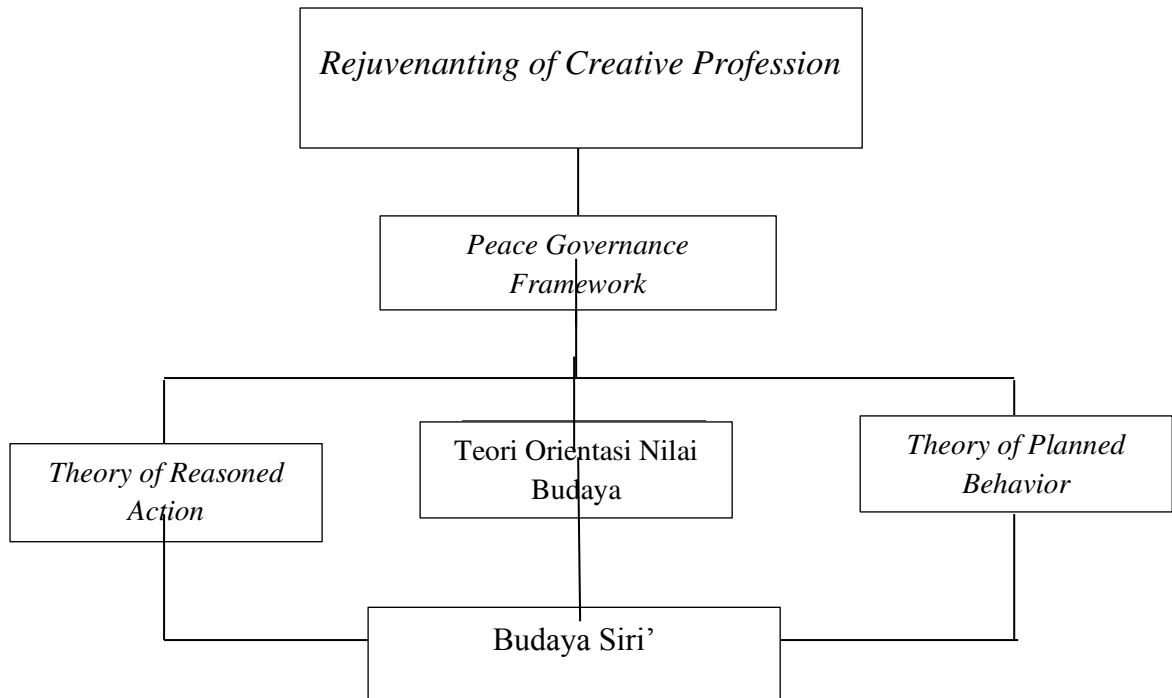 Rejuvenanting of Creative Profession
Peace Governance
Framework
Theory of Reasoned
Action
Teori Orientasi Nilai
Budaya
Theory of Planned
Behavior
Budaya Siri’